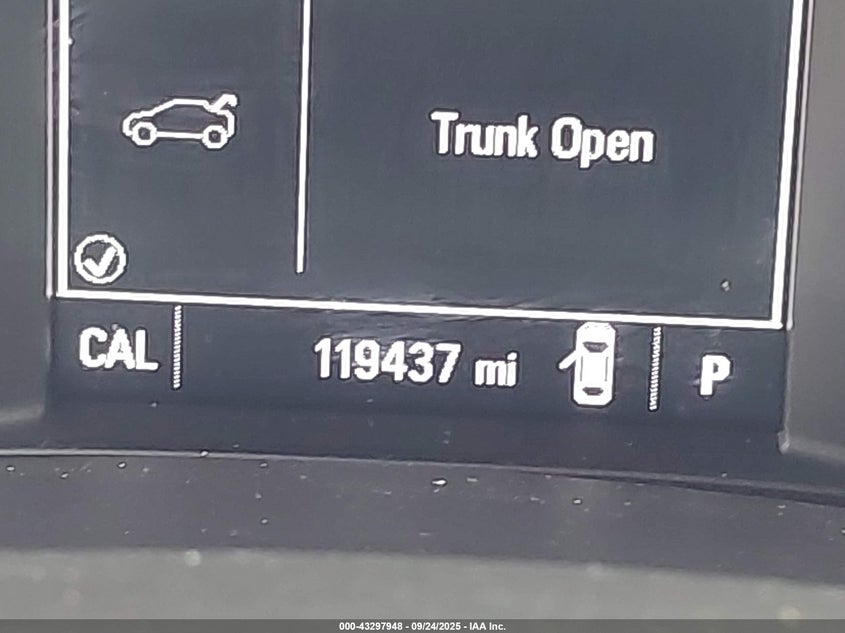 Trunk Open
CAL 119437 mi P
000-43297948 - 09/24/2025 - IAA Inc.